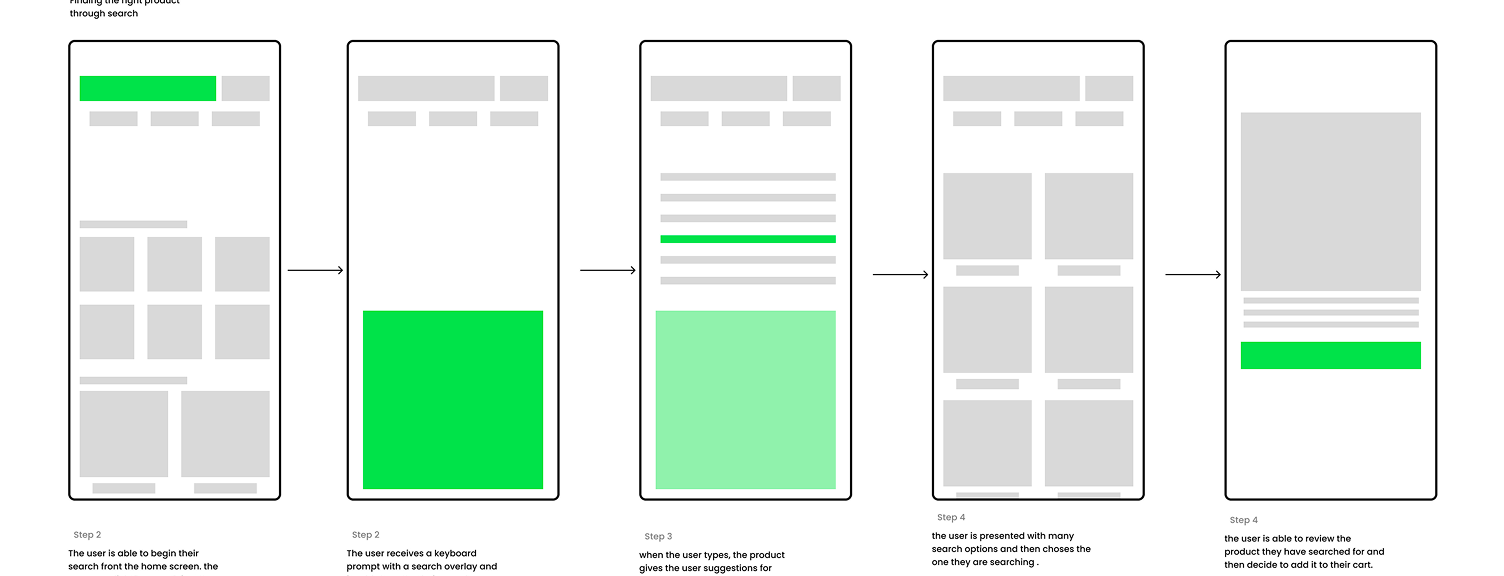 Finding the right product
through search
Step 2
The user is able to begin their
search front the home screen. the
Step 2
The user receives a keyboard
prompt with a search overlay and
Step 3
when the user types, the product
gives the user suggestions for
Step 4
the user is presented with many
search options and then choses the
one they are searching .
Step 4
the user is able to review the
product they have searched for and
then decide to add it to their cart.